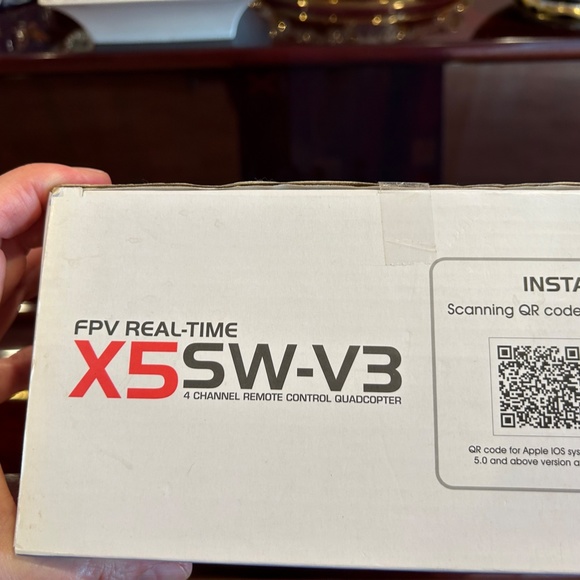 FPV REAL-TIME
X5SW-V3
4 CHANNEL REMOTE CONTROL QUADCOPTER
INSTA
Scanning QR code
QR code for Apple IOS sys
5.0 and above version a